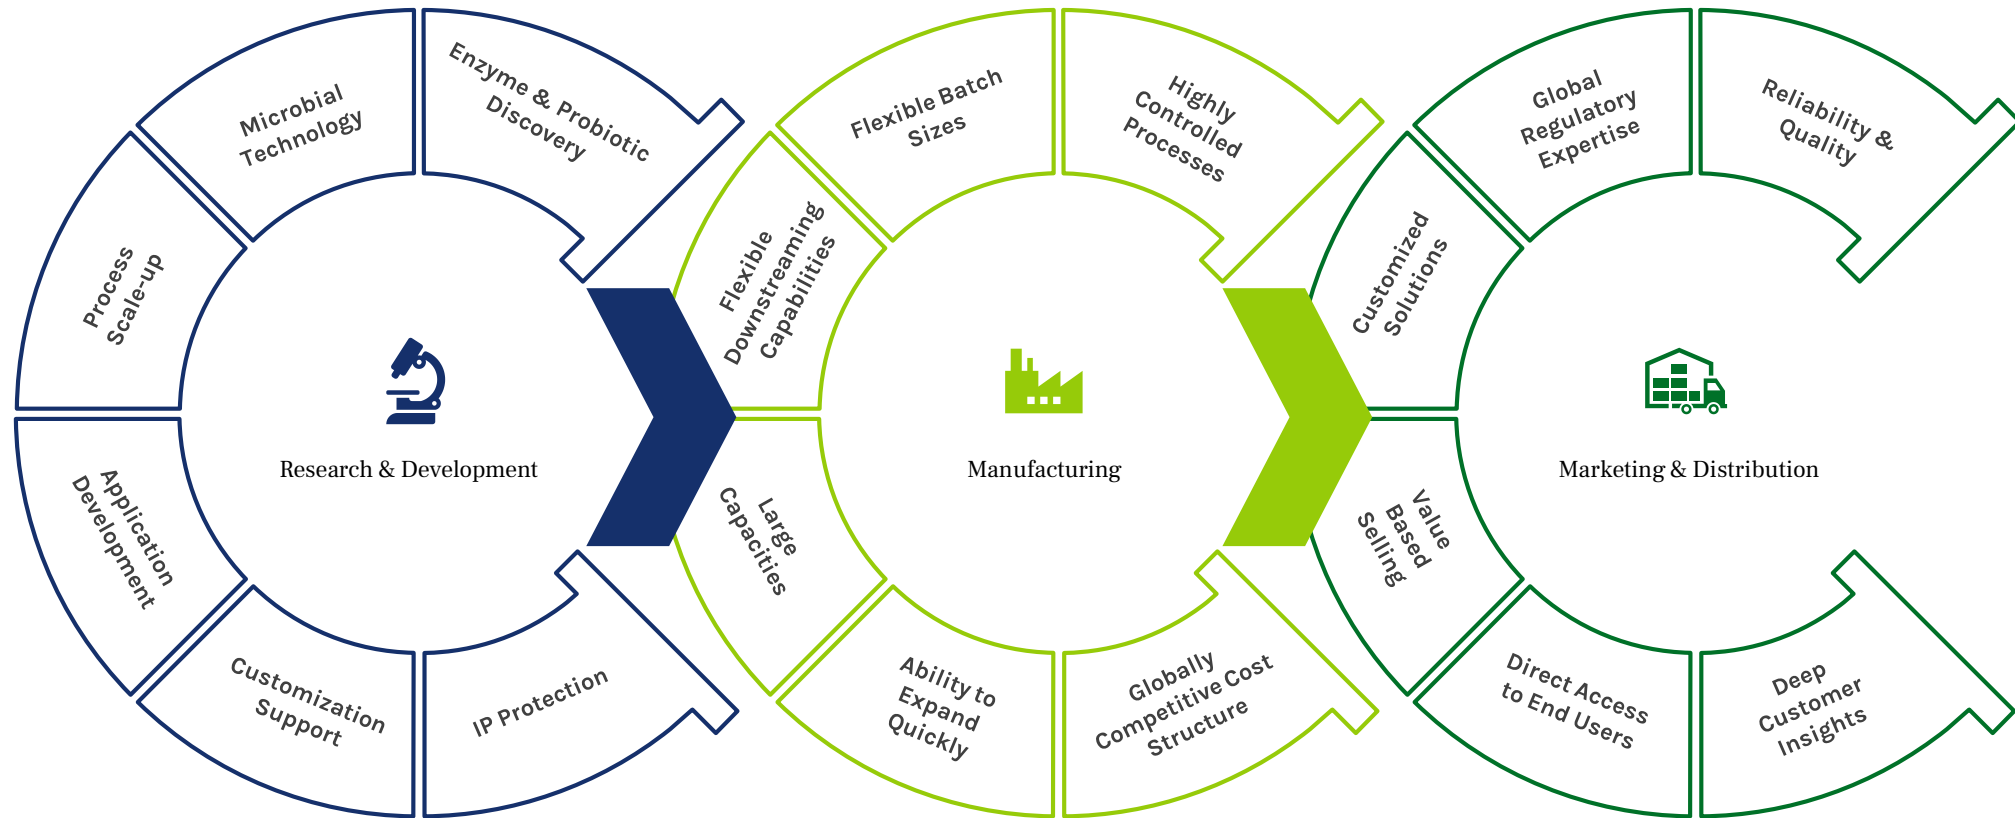 Enzyme & Probiotic
Discovery
Microbial
Technology
Process
Scale-up
Application
Development
Customization
Support
IP Protection
Research & Development
Highly
Controlled
Processes
Flexible Batch
Sizes
Flexible
Downstreaming
Capabilities
Large
Capacities
Ability to
Expand
Quickly
Globally
Competitive Cost
Structure
Manufacturing
Reliability &
Quality
Global
Regulatory
Expertise
Customized
Solutions
Value
Based
Selling
Direct Access
to End Users
Deep
Customer
Insights
Marketing & Distribution